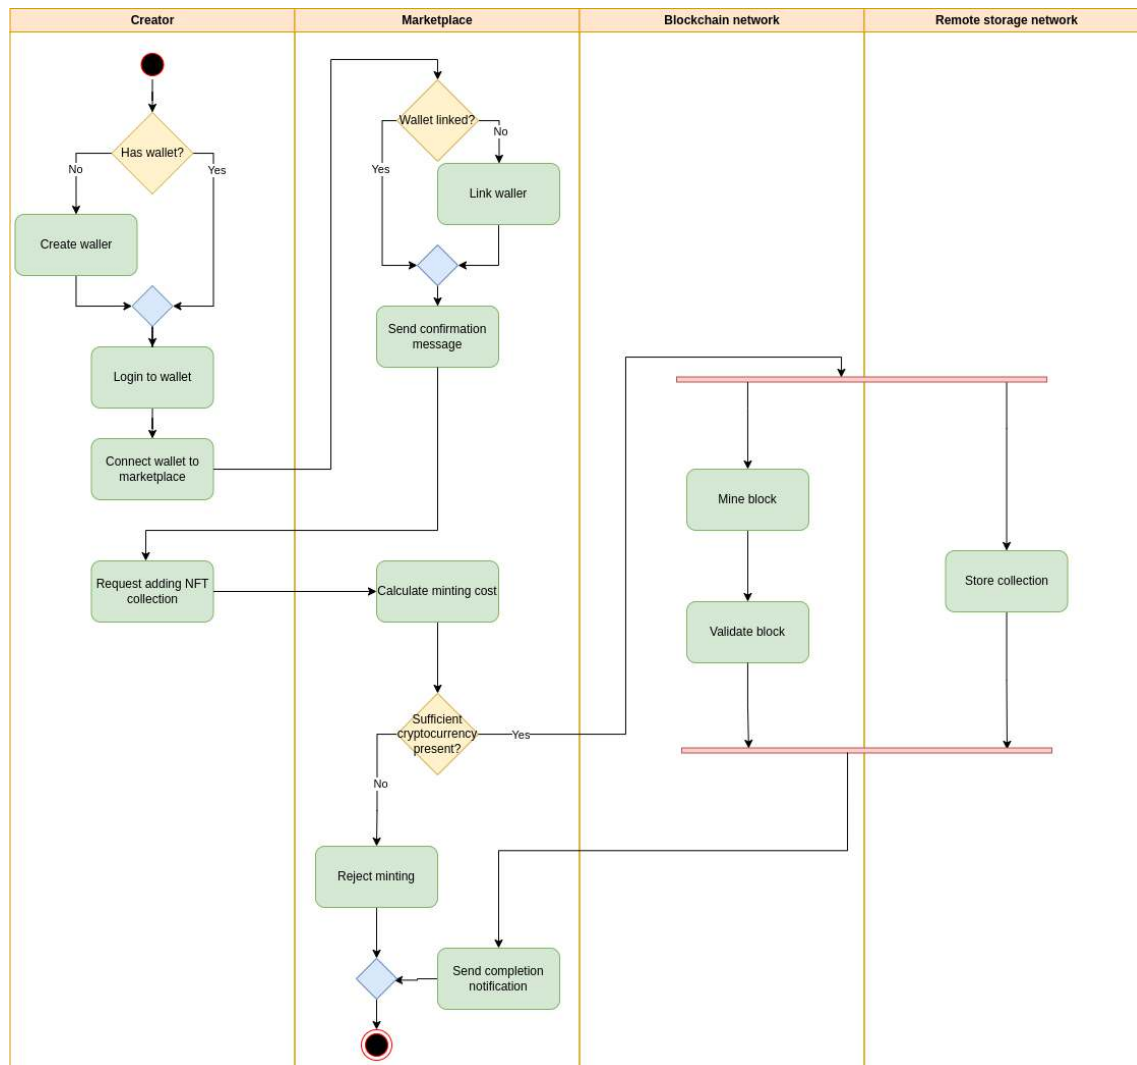 Creator
Marketplace
Blockchain network
Remote storage network
Has wallet?
No
Yes
Create waller
Login to wallet
Connect wallet to
marketplace
Wallet linked?
No
Yes
Link waller
Send confirmation
message
Request adding NFT
collection
Calculate minting cost
Sufficient
cryptocurrency
present?
Yes
No
Mine block
Validate block
Store collection
Reject minting
Send completion
notification